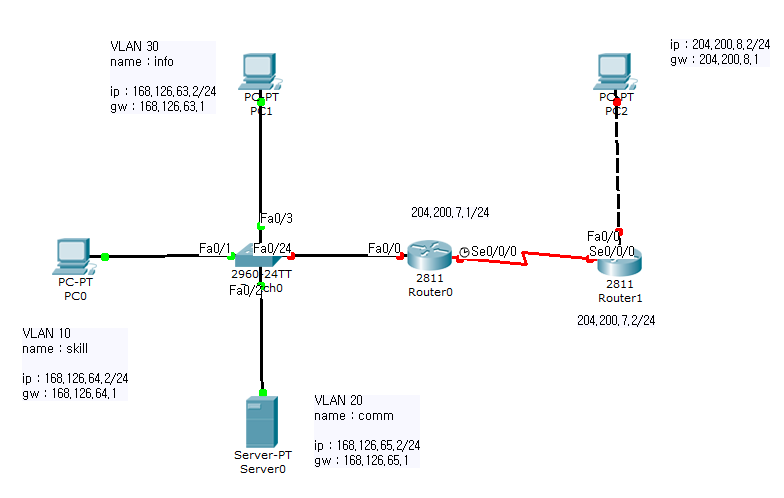 VLAN 30
name : info
ip : 168,126,63,2/24
gw : 168,126,63,1
PC-PT
PC1
ip : 204,200,8,2/24
gw : 204,200,8,1
PC-PT
PC2
Fa0/3
204,200,7,1/24
Fa0/1
Fa0/24
Fa0/0
Se0/0/0
Fa0/0
Se0/0/0
PC-PT
PC0
2960-24TT
Fa0/2
2811
Router0
2811
Router1
204,200,7,2/24
VLAN 10
name : skill
ip : 168,126,64,2/24
gw : 168,126,64,1
VLAN 20
name : comm
ip : 168,126,65,2/24
gw : 168,126,65,1
Server-PT
Server0